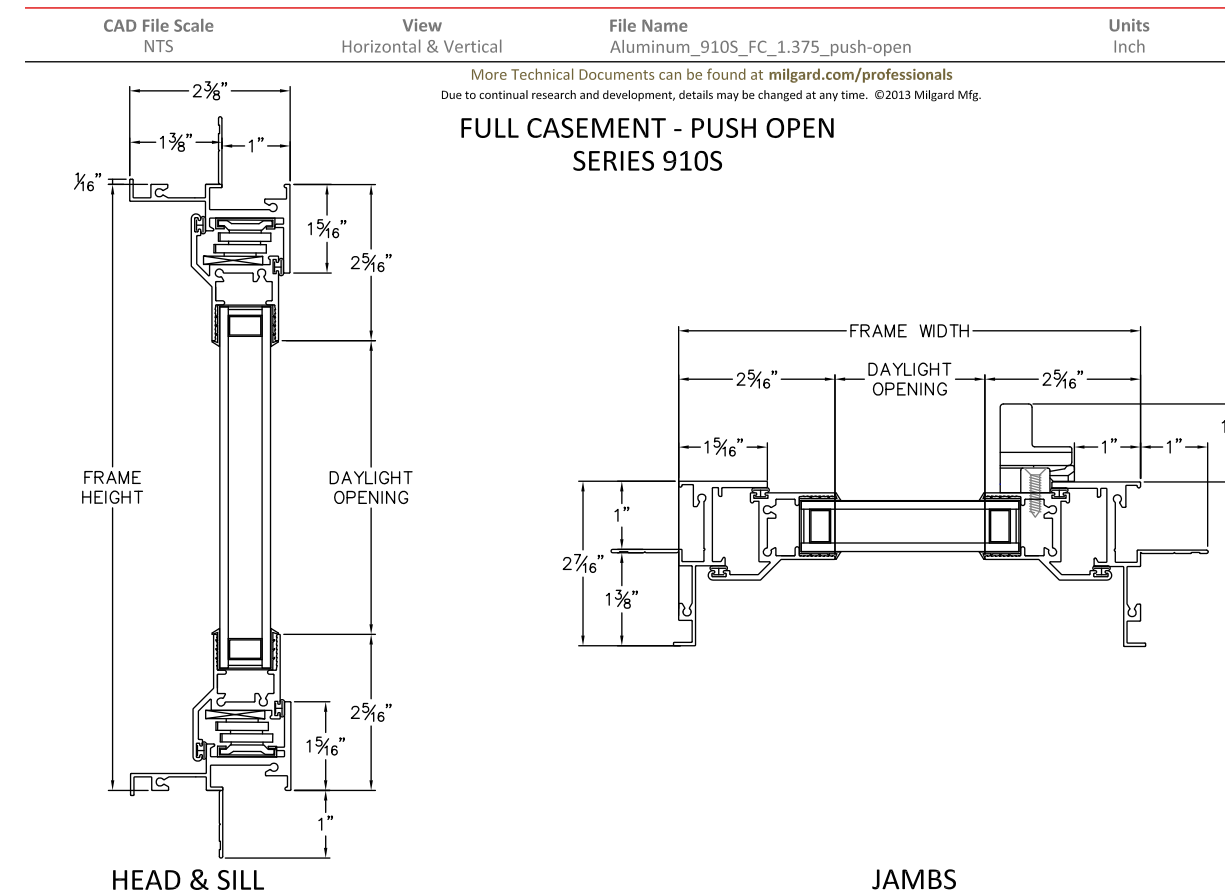 CAD File Scale View File Name Units
NTS Horizontal & Vertical Aluminum_910S_FC_1.375_push-open Inch
More Technical Documents can be found at milgard.com/professionals
Due to continual research and development, details may be changed at any time. ©2013 Milgard Mfg.
FULL CASEMENT - PUSH OPEN
SERIES 910S
2⅜”
1⅜” 1”
1⁄16”
1 5⁄16”
2 5⁄16”
FRAME
HEIGHT
DAYLIGHT
OPENING
2 5⁄16”
1 5⁄16”
1”
HEAD & SILL
FRAME WIDTH
2 5⁄16” DAYLIGHT
OPENING 2 5⁄16”
1 5⁄16” 1” 1”
1”
2 7⁄16”
1⅜”
JAMBS